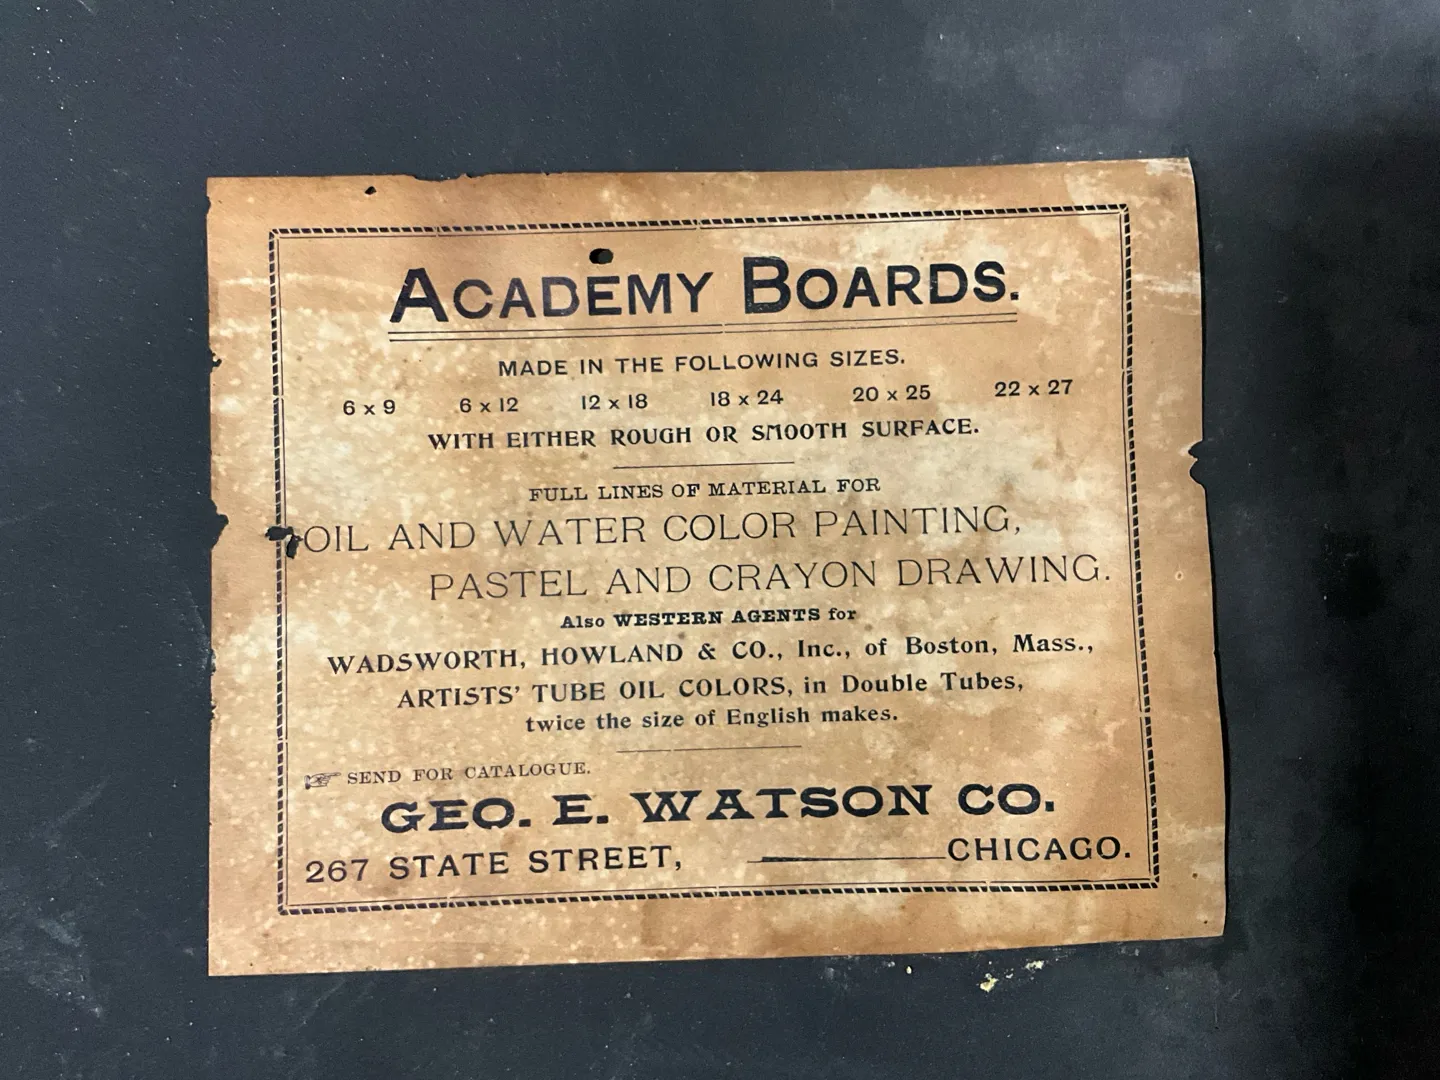 ACADEMY BOARDS.
MADE IN THE FOLLOWING SIZES.
6 x 9 6 x 12 12 x 18 18 x 24 20 x 25 22 x 27
WITH EITHER ROUGH OR SMOOTH SURFACE.
FULL LINES OF MATERIAL FOR
OIL AND WATER COLOR PAINTING,
PASTEL AND CRAYON DRAWING.
Also WESTERN AGENTS for
WADSWORTH, HOWLAND & CO., Inc., of Boston, Mass.,
ARTISTS' TUBE OIL COLORS, in Double Tubes,
twice the size of English makes.
☞ SEND FOR CATALOGUE.
GEO. E. WATSON CO.
267 STATE STREET, CHICAGO.